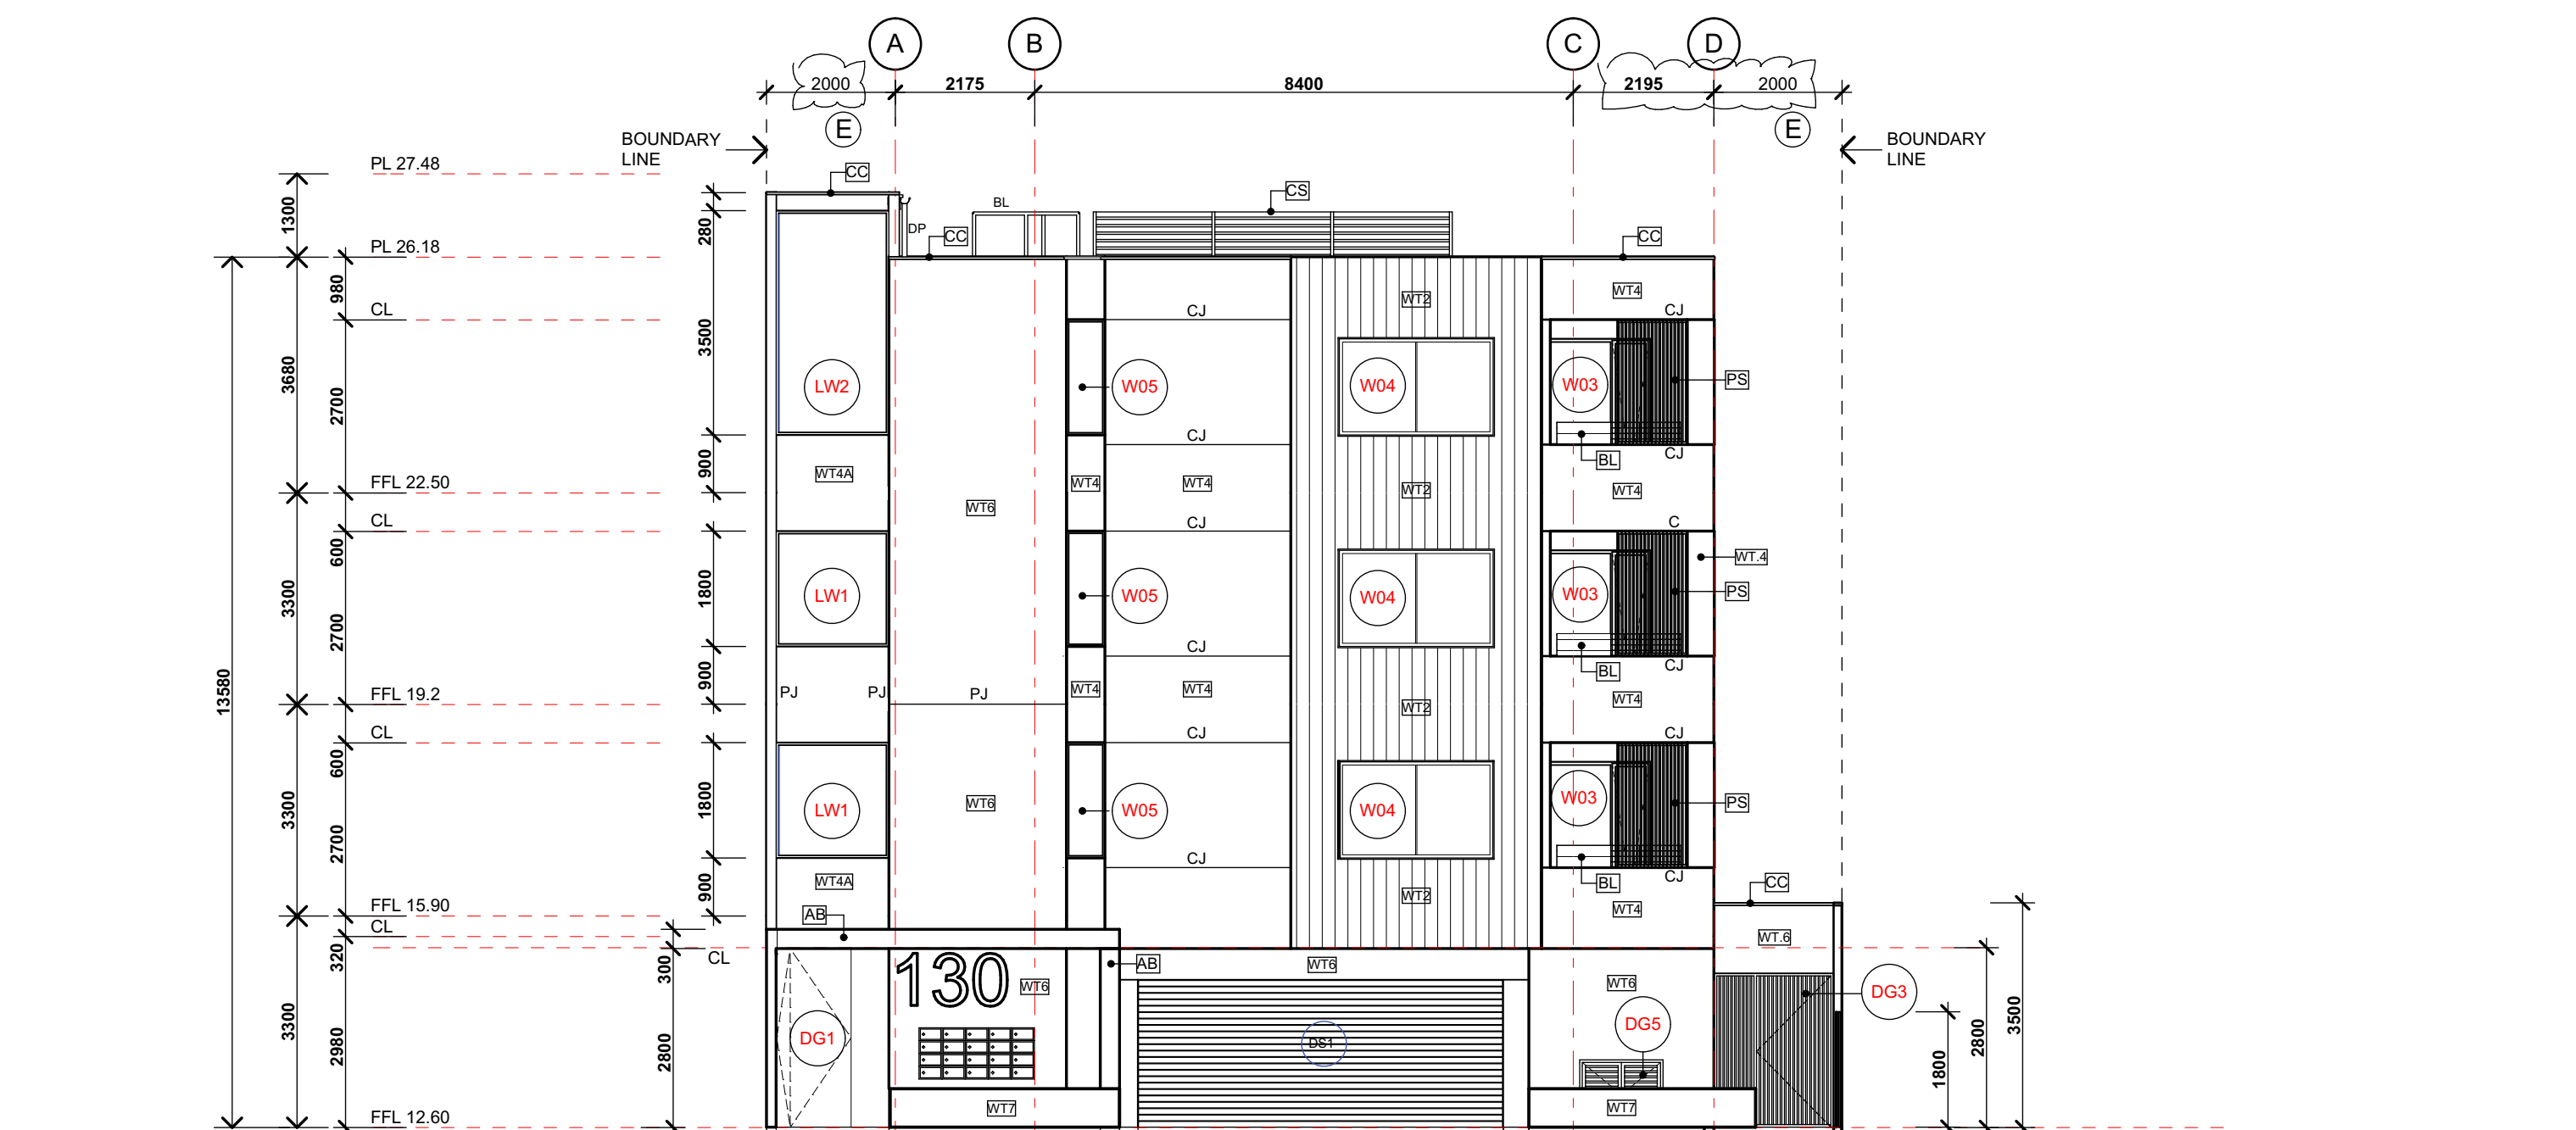 A B C D
2000 2175 8400 2195 2000
E E
BOUNDARY
LINE
BOUNDARY
LINE
PL 27.48
CC
CS
1300
280
BL
DP
CC
CC
PL 26.18
980
WT2
WT4
CL
CJ
CJ
3500
3680
2700
LW2
W05
W04
W03
PS
CJ
CJ
BL
900
WT4A
FFL 22.50
WT4
WT4
WT2
WT4
WT6
CL
CJ
C
600
WT.4
1800
3300
LW1
W05
W04
W03
PS
2700
CJ
CJ
BL
900
13580
FFL 19.2
PJ
PJ
PJ
WT4
WT4
WT2
WT4
CL
CJ
CJ
600
1800
3300
LW1
WT6
W05
W04
W03
PS
2700
CJ
CJ
BL
900
WT4A
CC
WT2
FFL 15.90
AB
WT4
CL
WT.6
320
300
CL
130
WT6
AB
WT6
WT6
DG3
3300
2980
2800
DG1
DS1
DG5
1800
2800
3500
FFL 12.60
WT7
WT7